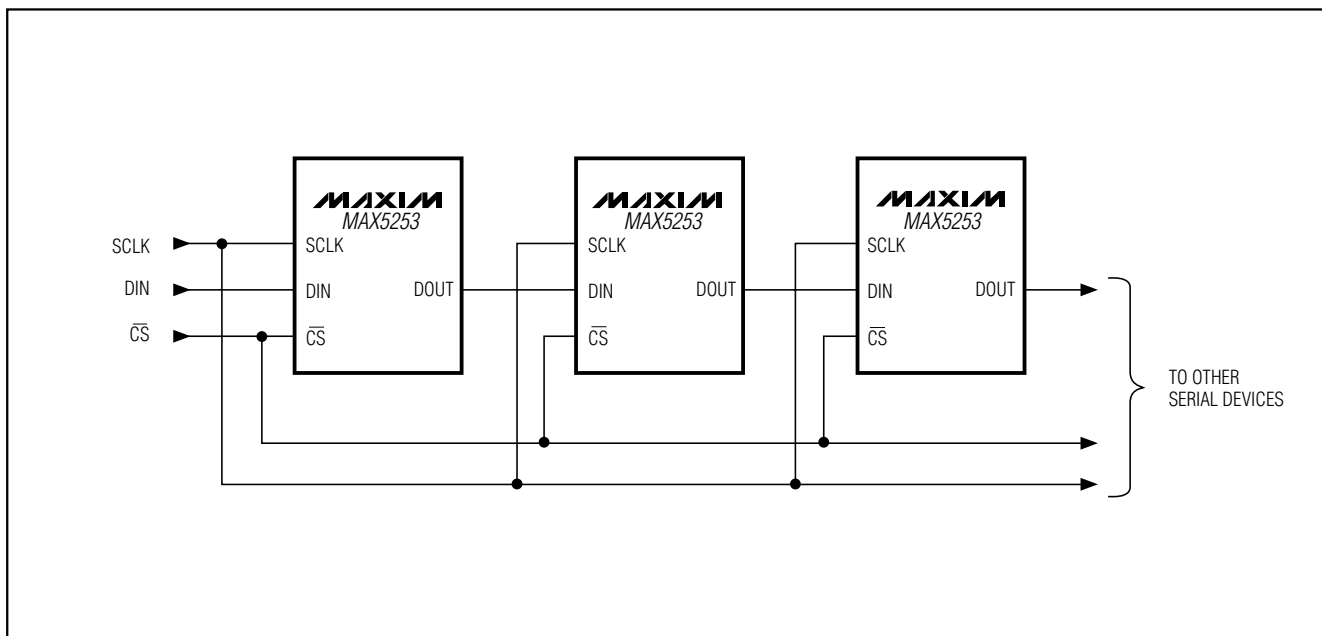 MAXIM
MAX5253
SCLK
DIN
DOUT
CS
MAXIM
MAX5253
SCLK
DIN
DOUT
CS
MAXIM
MAX5253
SCLK
DIN
DOUT
CS
SCLK
DIN
CS
TO OTHER
SERIAL DEVICES